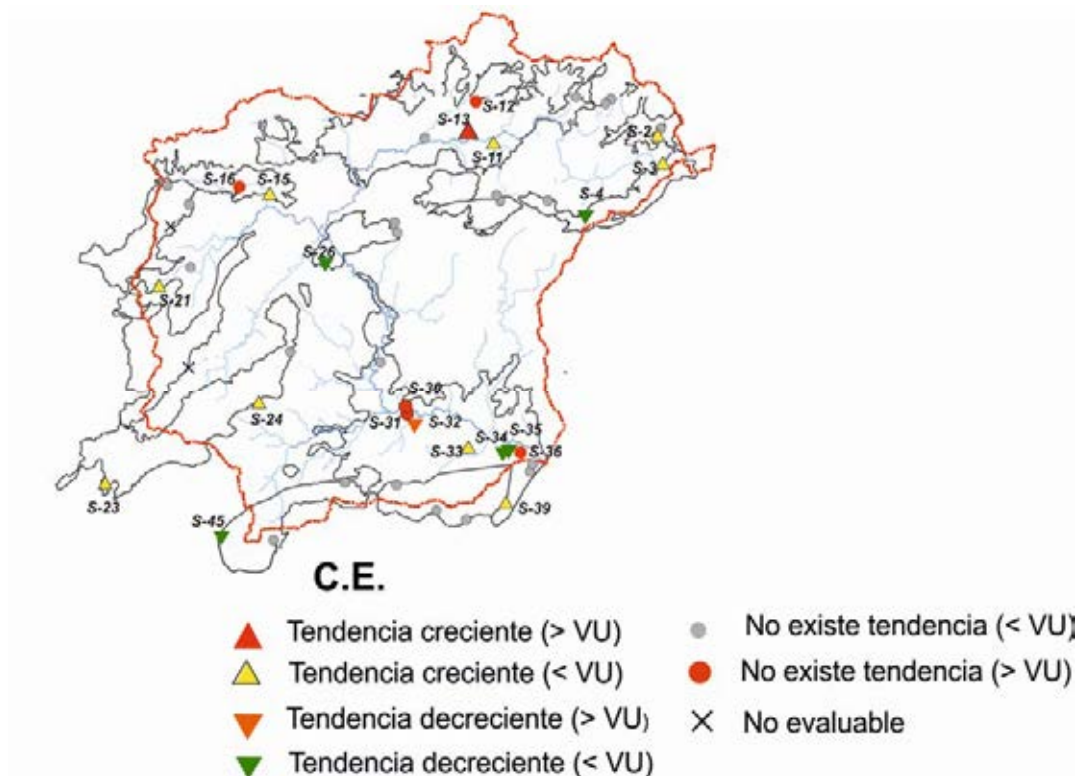 S-12
S-13
S-11
S-2
S-3
S-16
S-15
S-4
S-26
S-21
S-30
S-24
S-31
S-32
S-35
S-34
S-33
S-36
S-23
S-39
S-45
C.E.
Tendencia creciente (> VU)
Tendencia creciente (< VU)
Tendencia decreciente (> VU)
Tendencia decreciente (< VU)
No existe tendencia (< VU)
No existe tendencia (> VU)
No evaluable